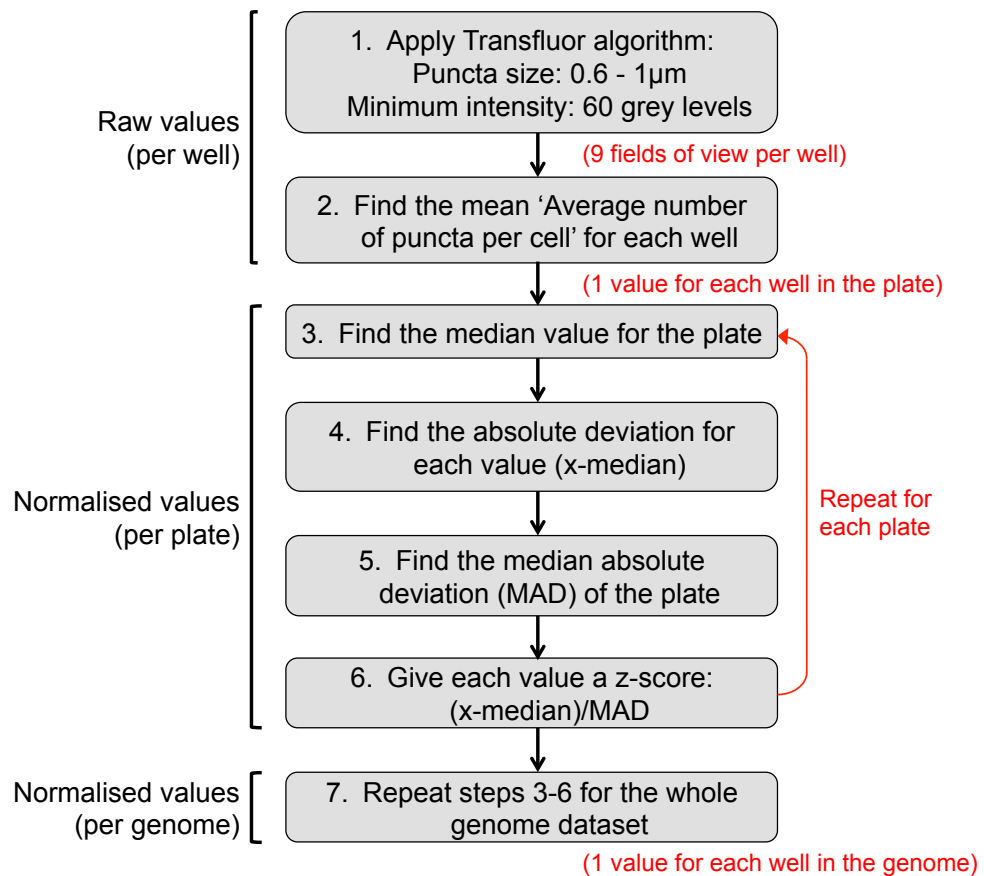 1. Apply Transfluor algorithm:
Puncta size: 0.6 - 1µm
Minimum intensity: 60 grey levels
Raw values
(per well)
(9 fields of view per well)
2. Find the mean ‘Average number
of puncta per cell’ for each well
(1 value for each well in the plate)
3. Find the median value for the plate
4. Find the absolute deviation for
each value (x-median)
Normalised values
(per plate)
Repeat for
each plate
5. Find the median absolute
deviation (MAD) of the plate
6. Give each value a z-score:
(x-median)/MAD
Normalised values
(per genome)
7. Repeat steps 3-6 for the whole
genome dataset
(1 value for each well in the genome)